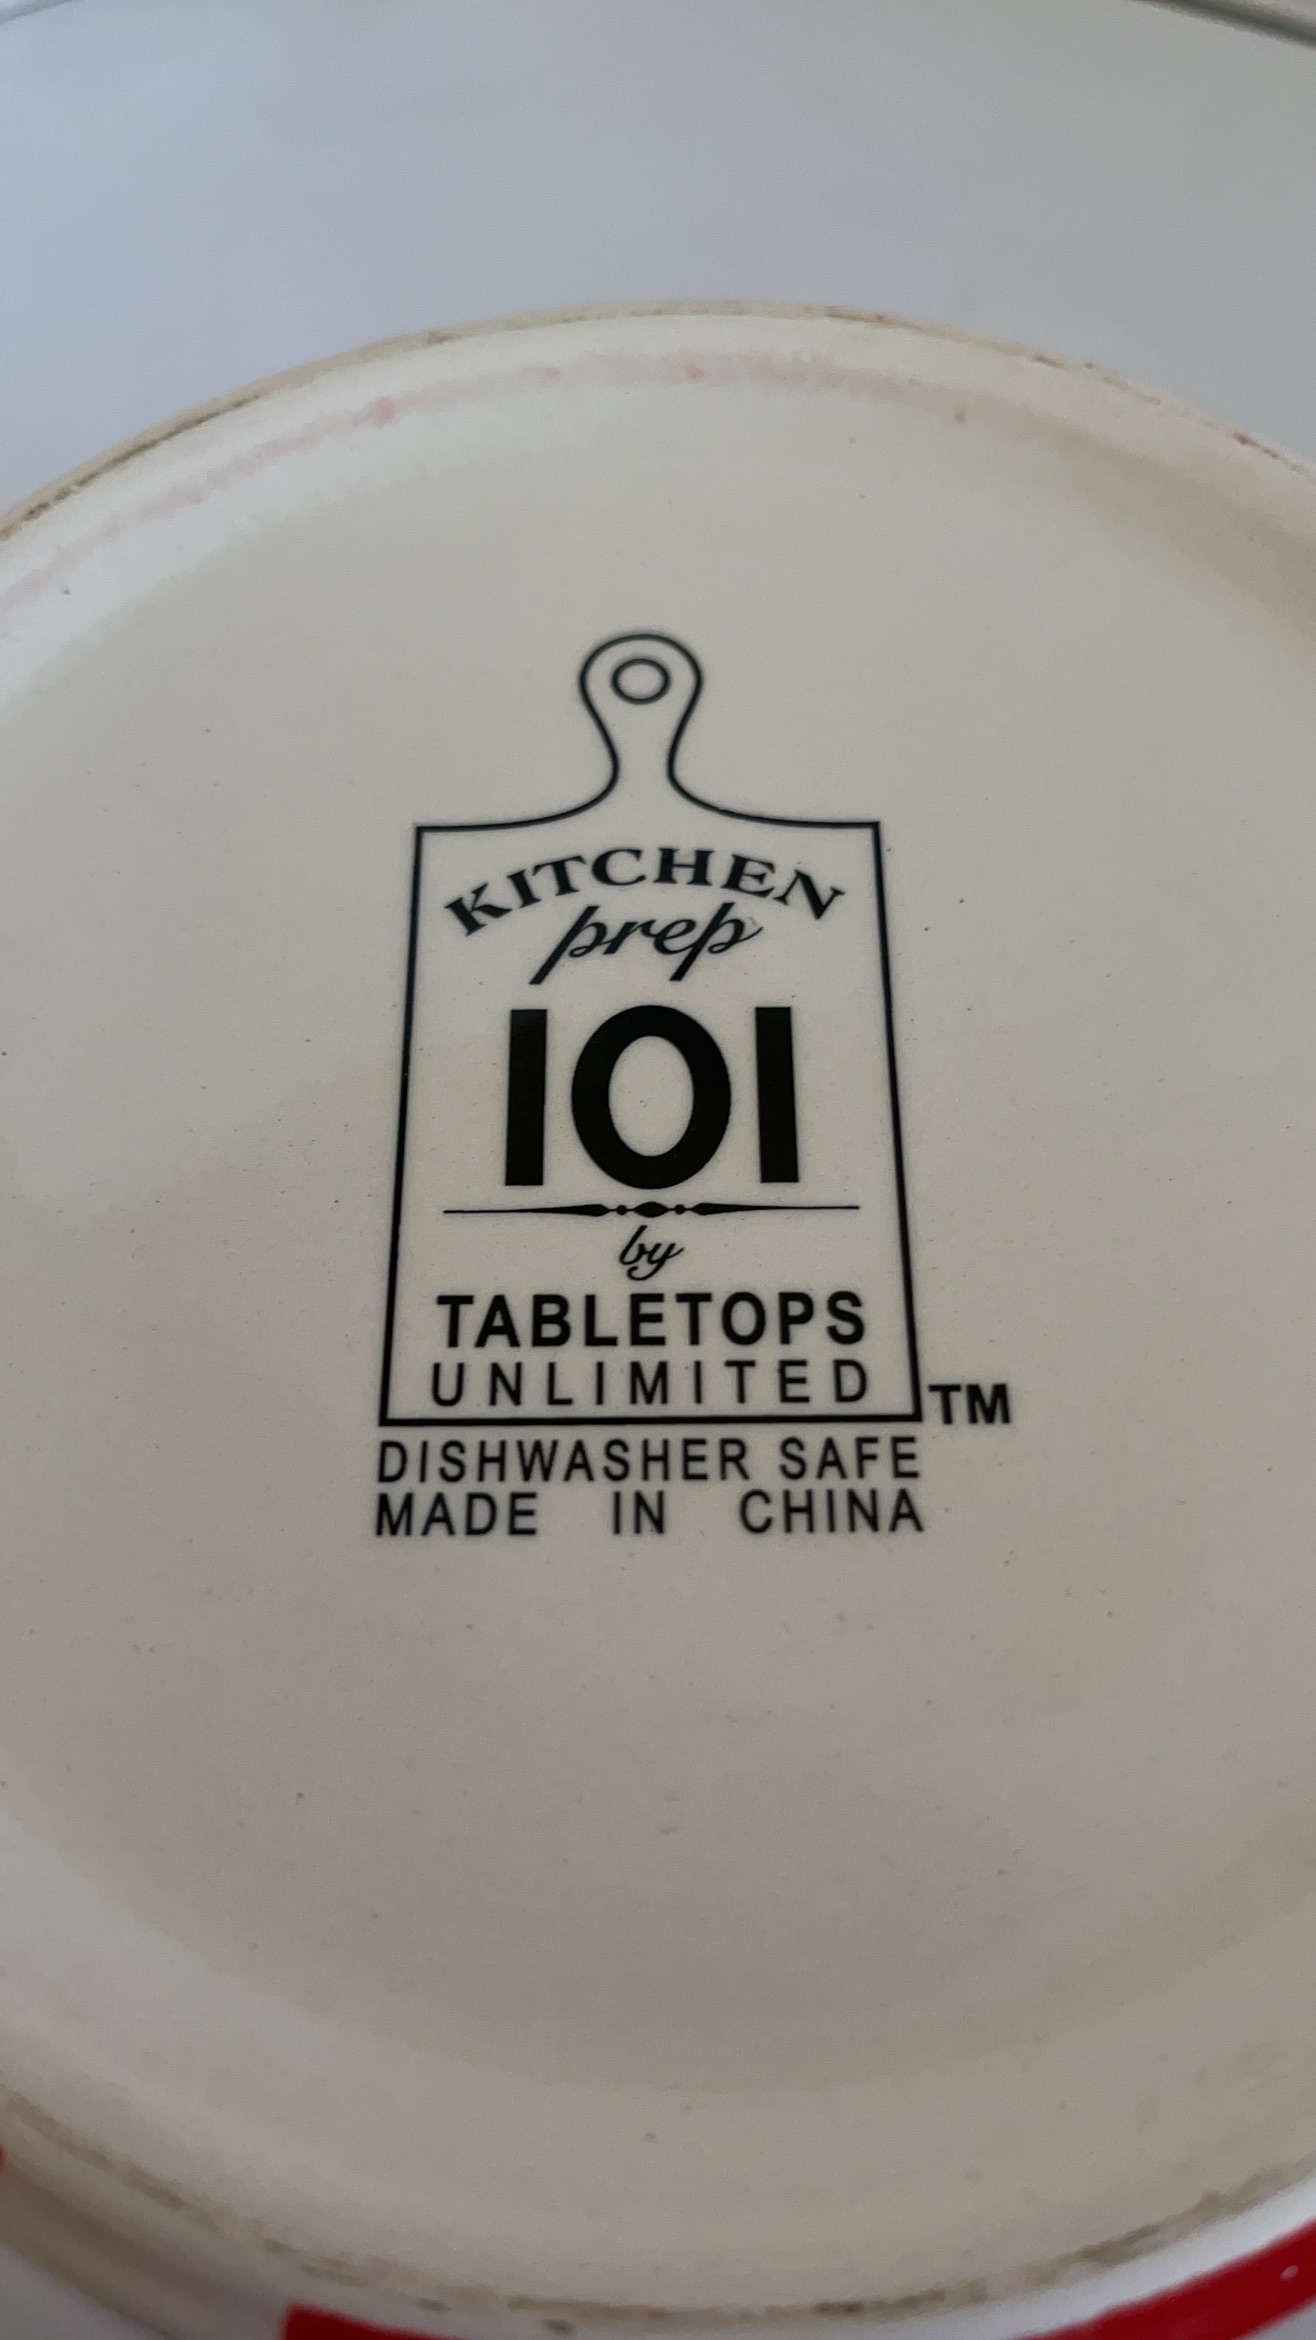 KITCHEN
prep
101
by
TABLETOPS
UNLIMITED
TM
DISHWASHER SAFE
MADE IN CHINA